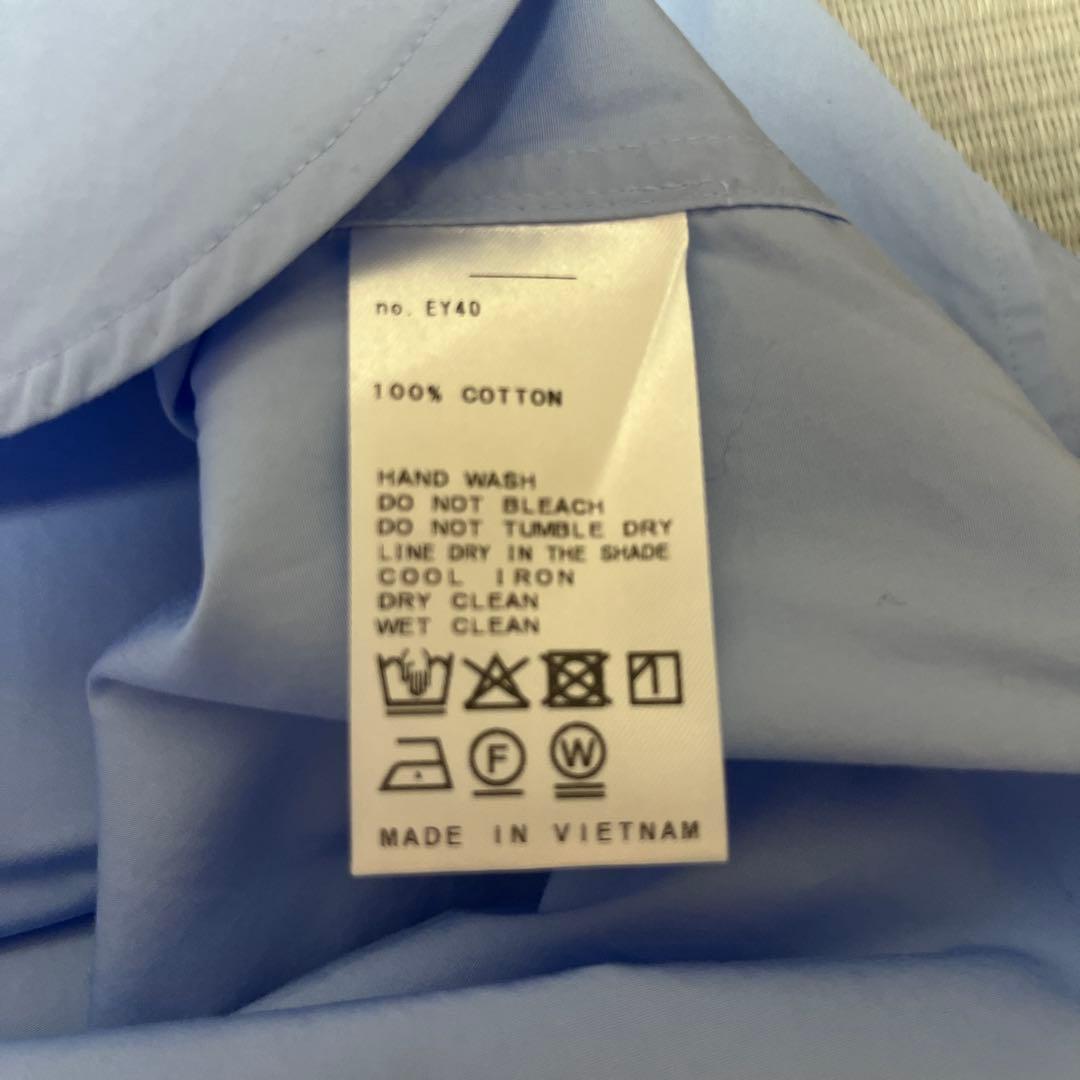 no. EY40
100% COTTON
HAND WASH
DO NOT BLEACH
DO NOT TUMBLE DRY
LINE DRY IN THE SHADE
COOL IRON
DRY CLEAN
WET CLEAN
F W
MADE IN VIETNAM